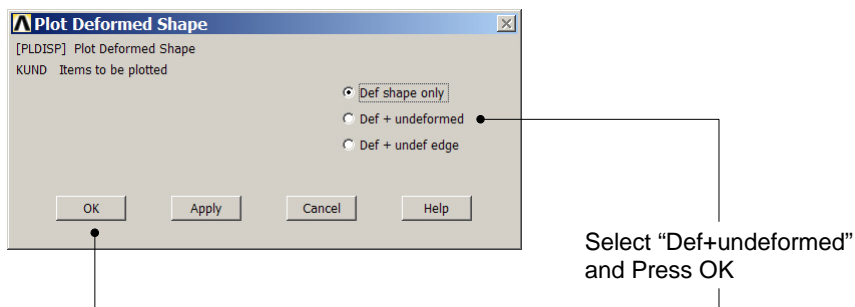 Plot Deformed Shape
[PLDISP] Plot Deformed Shape
KUND Items to be plotted
Def shape only
Def + undeformed
Def + undef edge
OK Apply Cancel Help
Select “Def+undeformed”
and Press OK